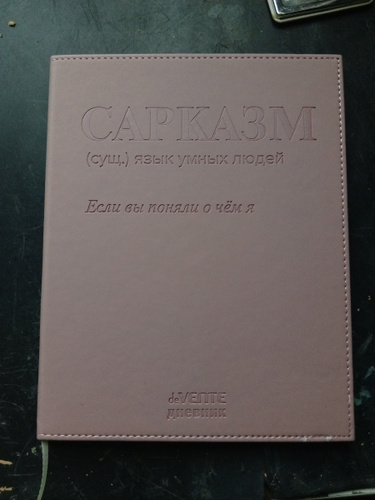 САРКАЗМ
(сущ.) язык умных людей
Если вы поняли о чём я
deVENTE
дневник